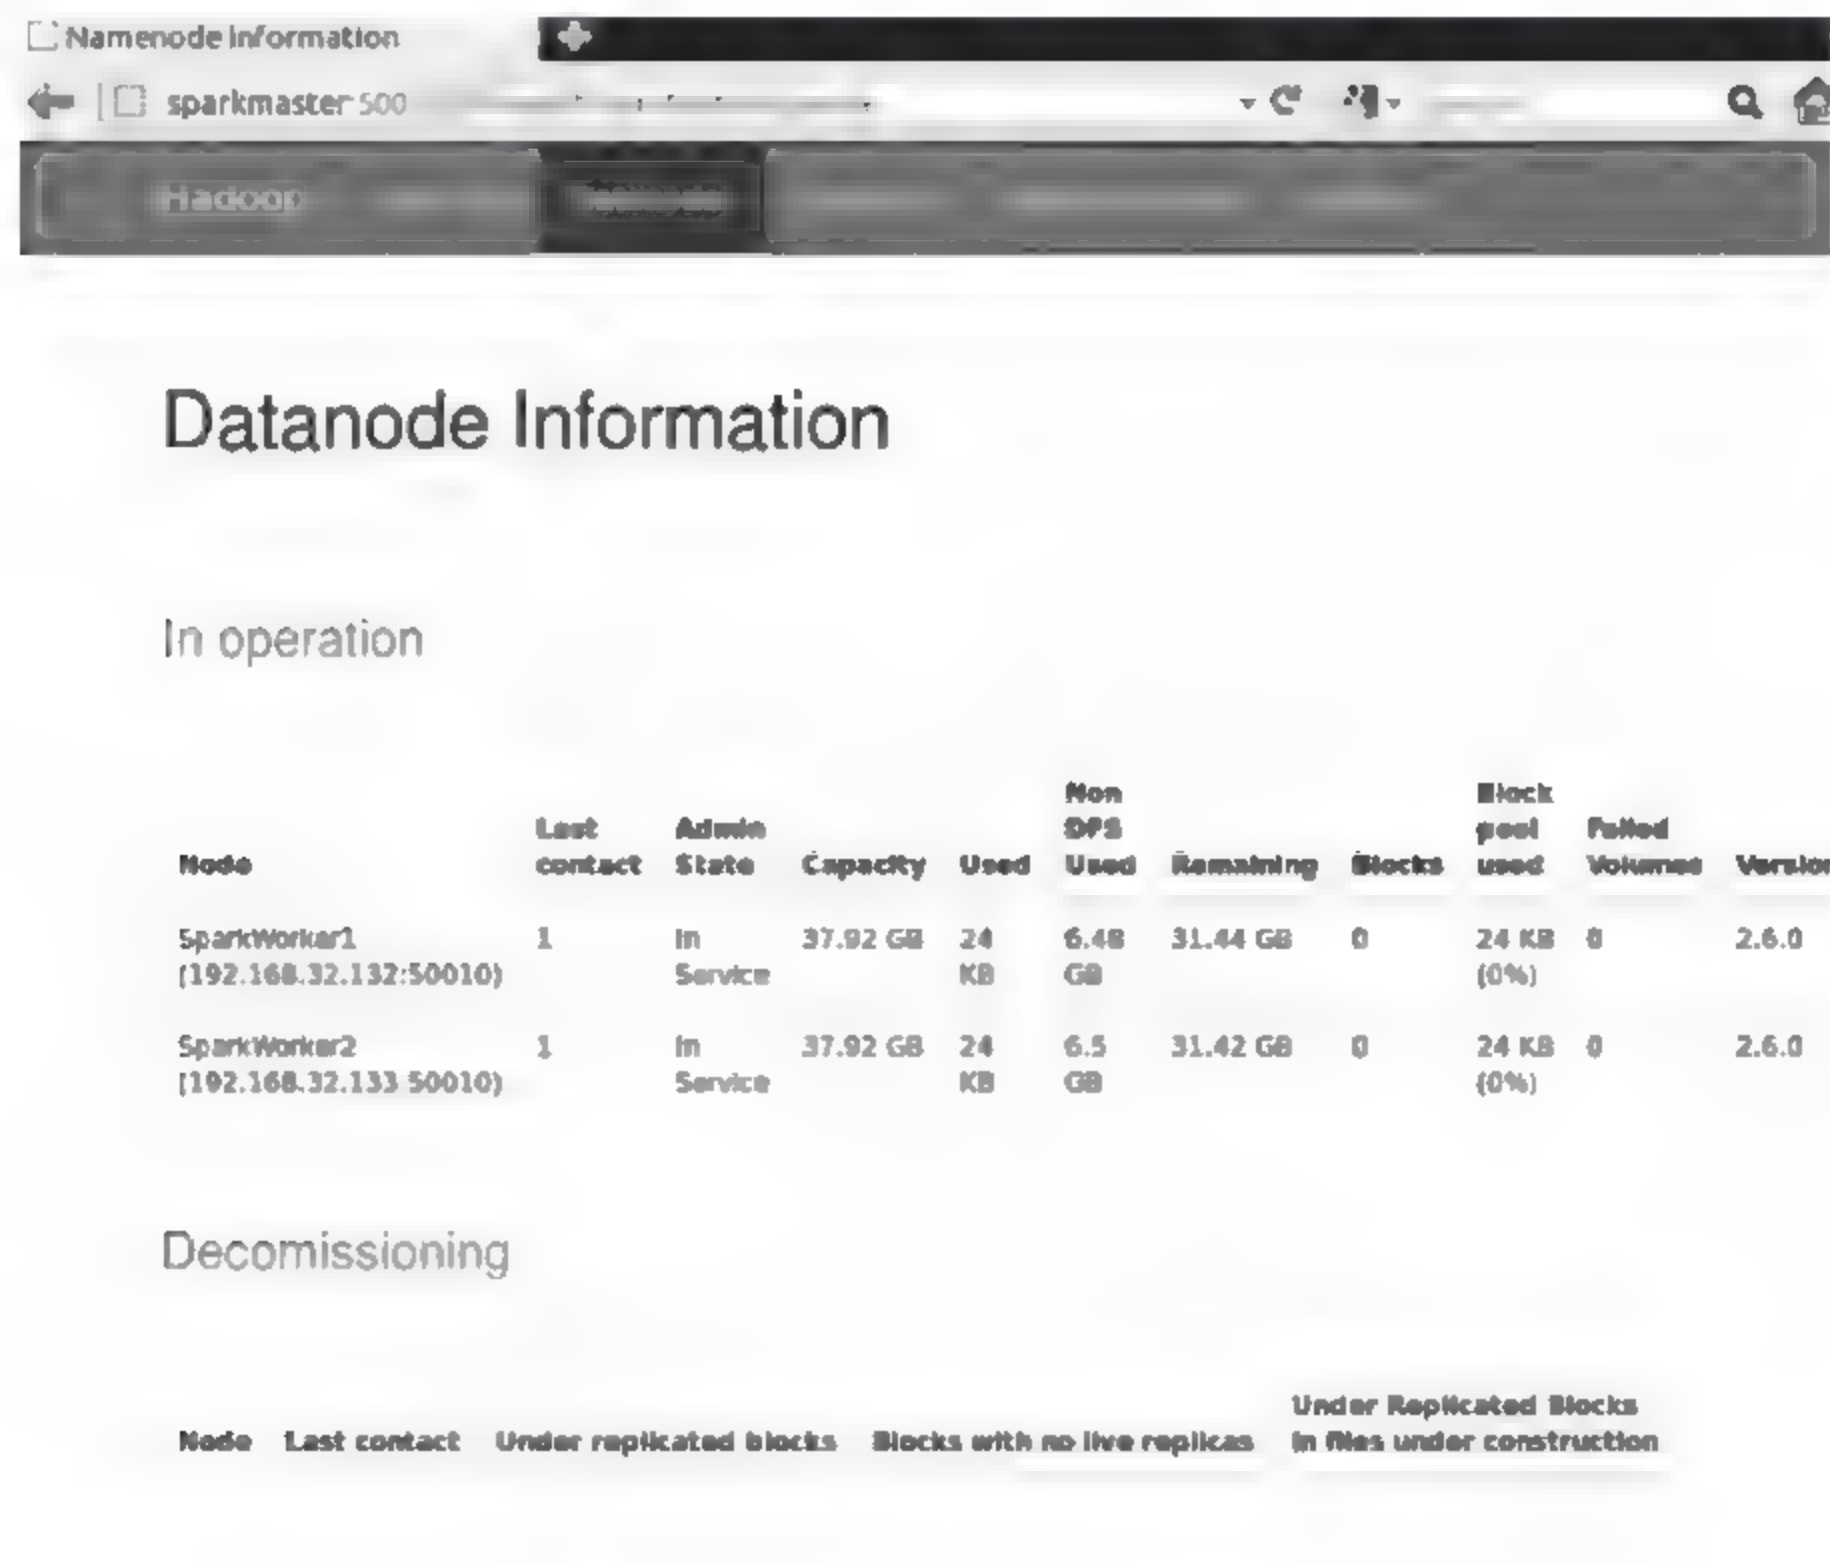 Namenode information
sparkmaster:500
Hadoop
Datanode Information
In operation
Node Last contact Admin State Capacity Used Non DFS Used Remaining Blocks Block pool used Failed Volumes Version
SparkWorker1 1 In 37.92 GB 24 6.48 31.44 GB 0 24 KB 0 2.6.0
(192.168.32.132:50010) Service KB GB (0%)
SparkWorker2 1 In 37.92 GB 24 6.5 31.42 GB 0 24 KB 0 2.6.0
(192.168.32.133:50010) Service KB GB (0%)
Decomissioning
Node Last contact Under replicated blocks Blocks with no live replicas Under Replicated Blocks
In files under construction